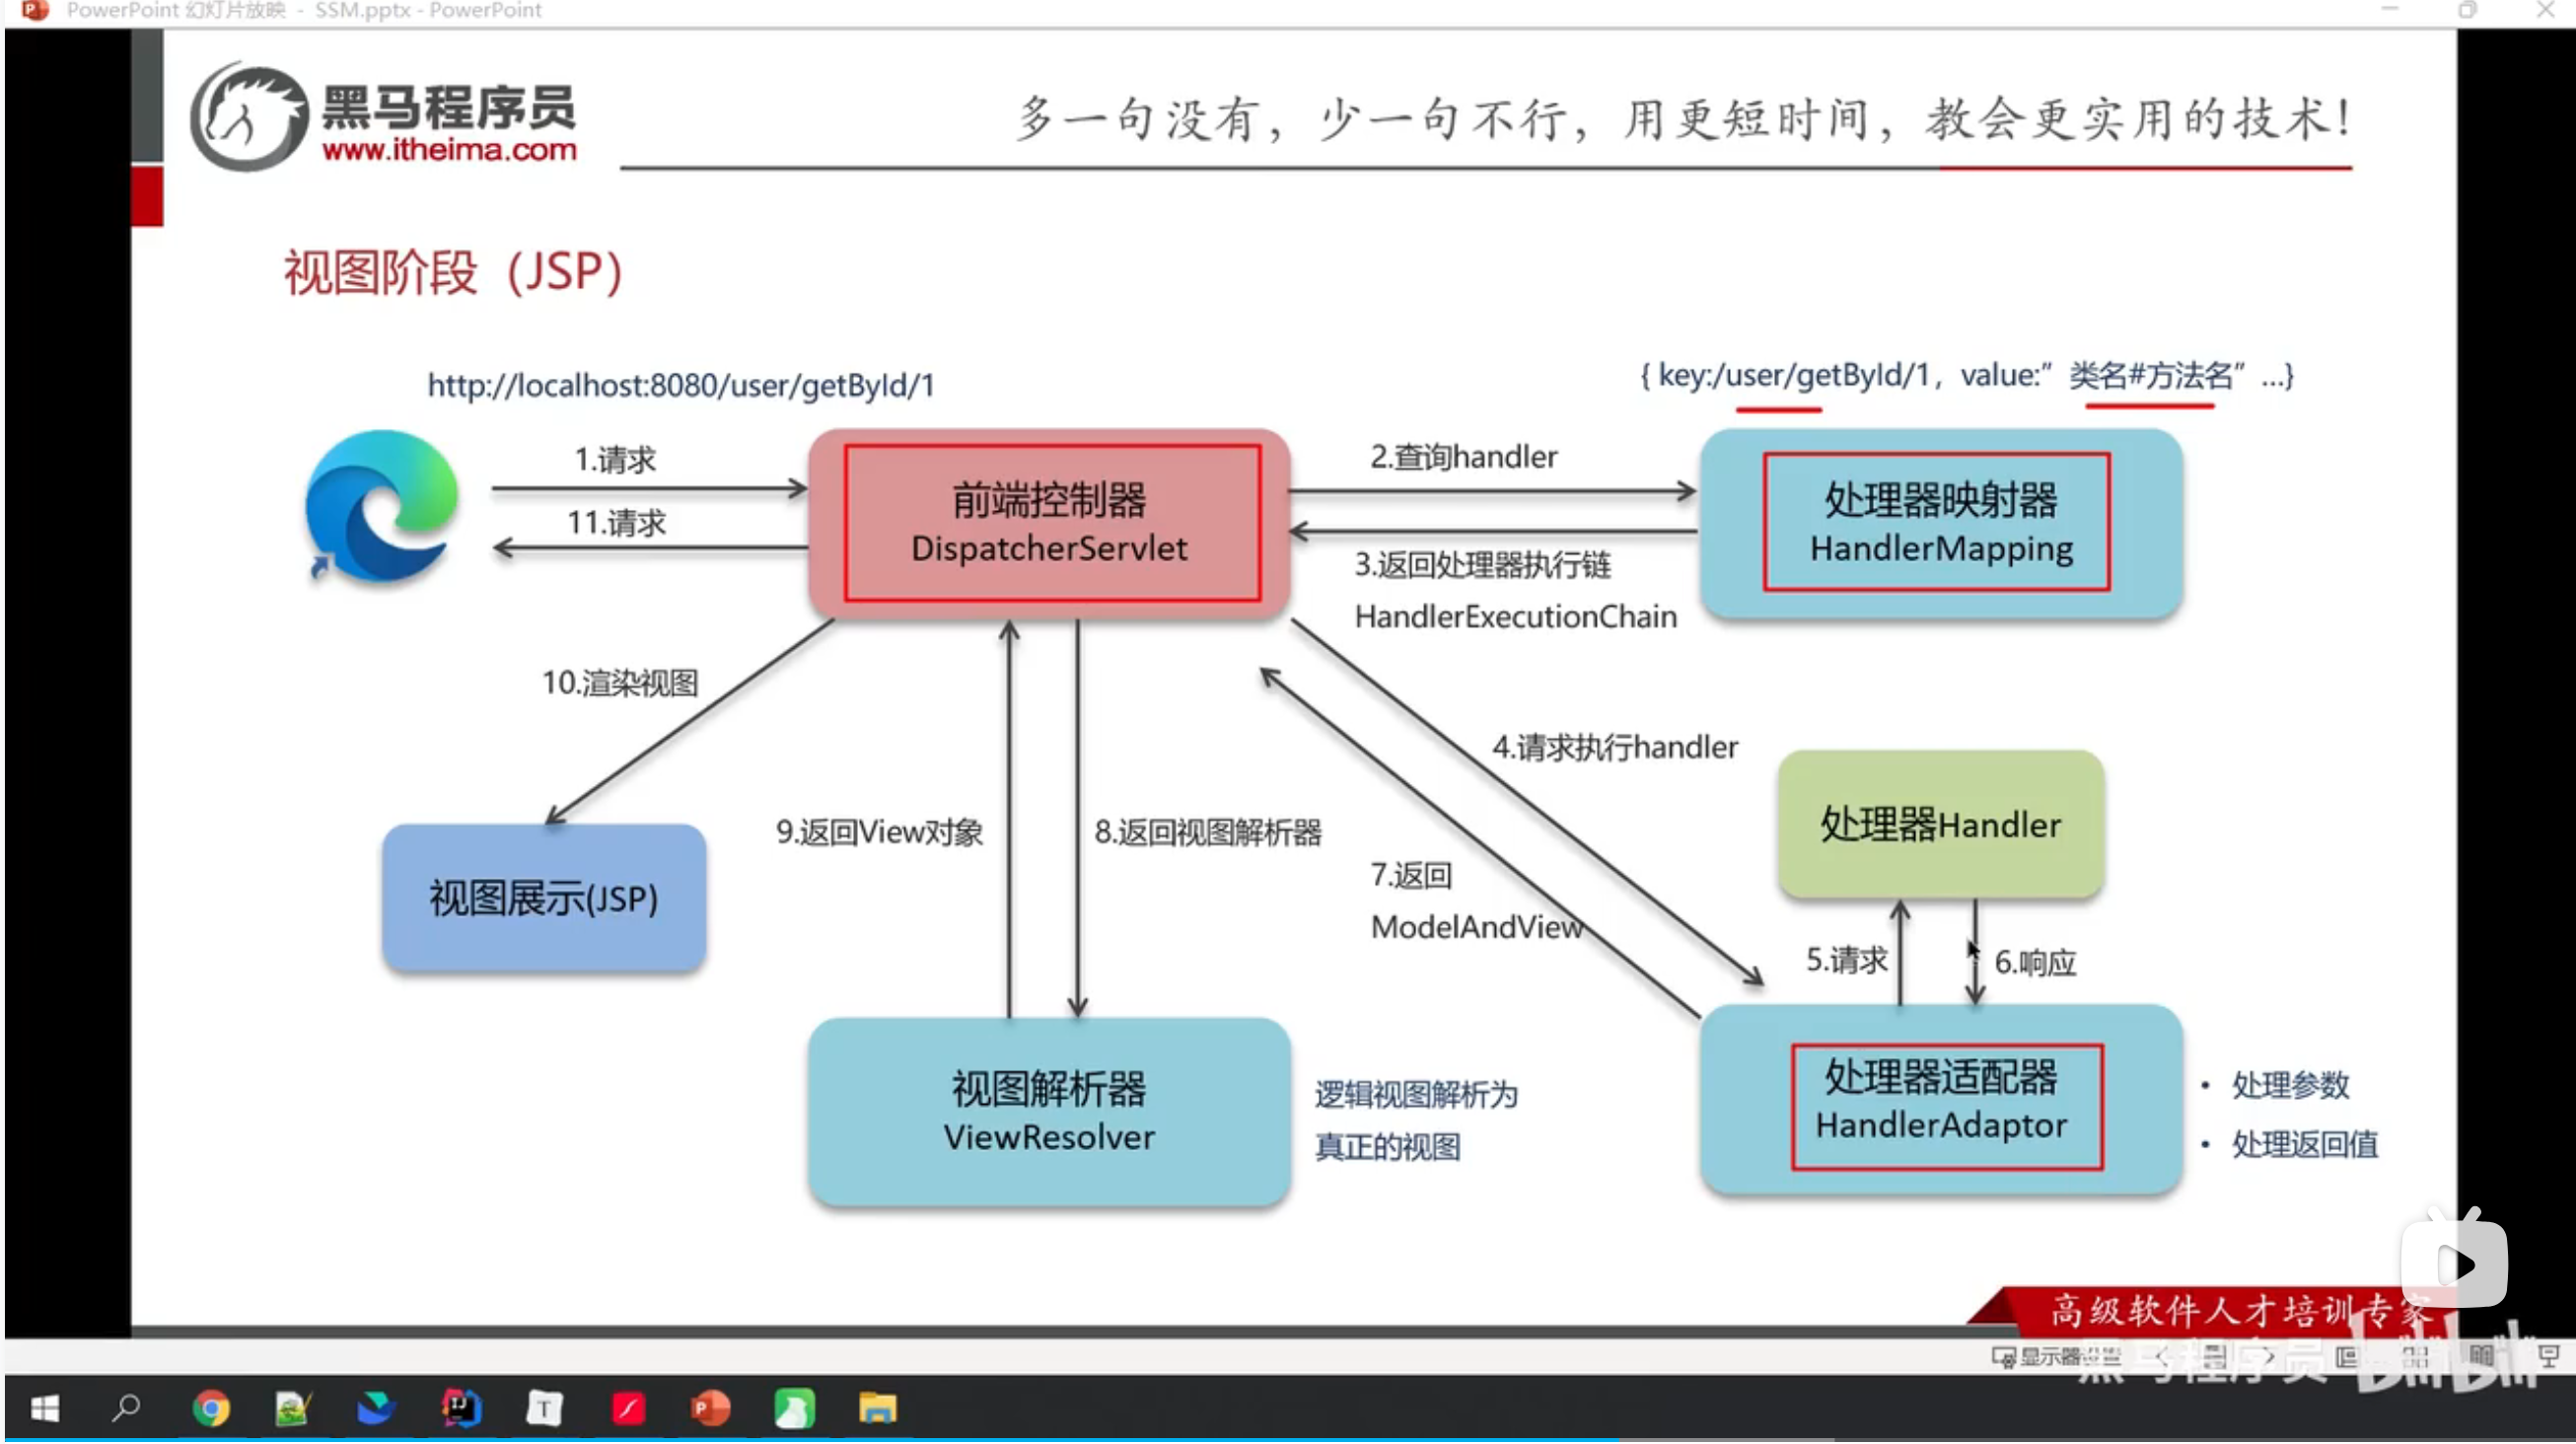 PowerPoint 幻灯片放映 - SSM.pptx - PowerPoint
黑马程序员
www.itheima.com
多一句没有，少一句不行，用更短时间，教会更实用的技术！
视图阶段（JSP）
http://localhost:8080/user/getById/1
{ key:/user/getById/1，value:”类名#方法名”...}
1.请求
11.请求
前端控制器
DispatcherServlet
2.查询handler
3.返回处理器执行链
HandlerExecutionChain
处理器映射器
HandlerMapping
10.渲染视图
4.请求执行handler
处理器Handler
9.返回View对象
8.返回视图解析器
7.返回
ModelAndView
视图展示(JSP)
5.请求
6.响应
视图解析器
ViewResolver
逻辑视图解析为
真正的视图
处理器适配器
HandlerAdaptor
• 处理参数
• 处理返回值
高级软件人才培训专家
显示器设置
黑马程序员 bilibili